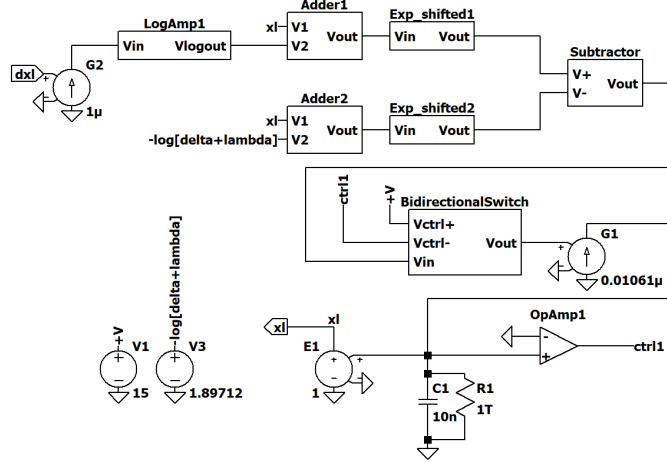 Adder1
LogAmp1
xl
V1
Vout
V2
Exp_shifted1
Vin
Vout
Vin
Vlogout
Subtractor
V+
Vout
V-
dxl
G2
+
1µ
Adder2
xl
V1
Vout
-log[delta+lambda]
V2
Exp_shifted2
Vin
Vout
ctrl1
+V
BidirectionalSwitch
Vctrl+
Vctrl-
Vout
Vin
G1
+
0.01061µ
-log[delta+lambda]
+V
V1
15
V3
1.89712
xl
xl
E1
1
OpAmp1
ctrl1
C1
10n
R1
1T